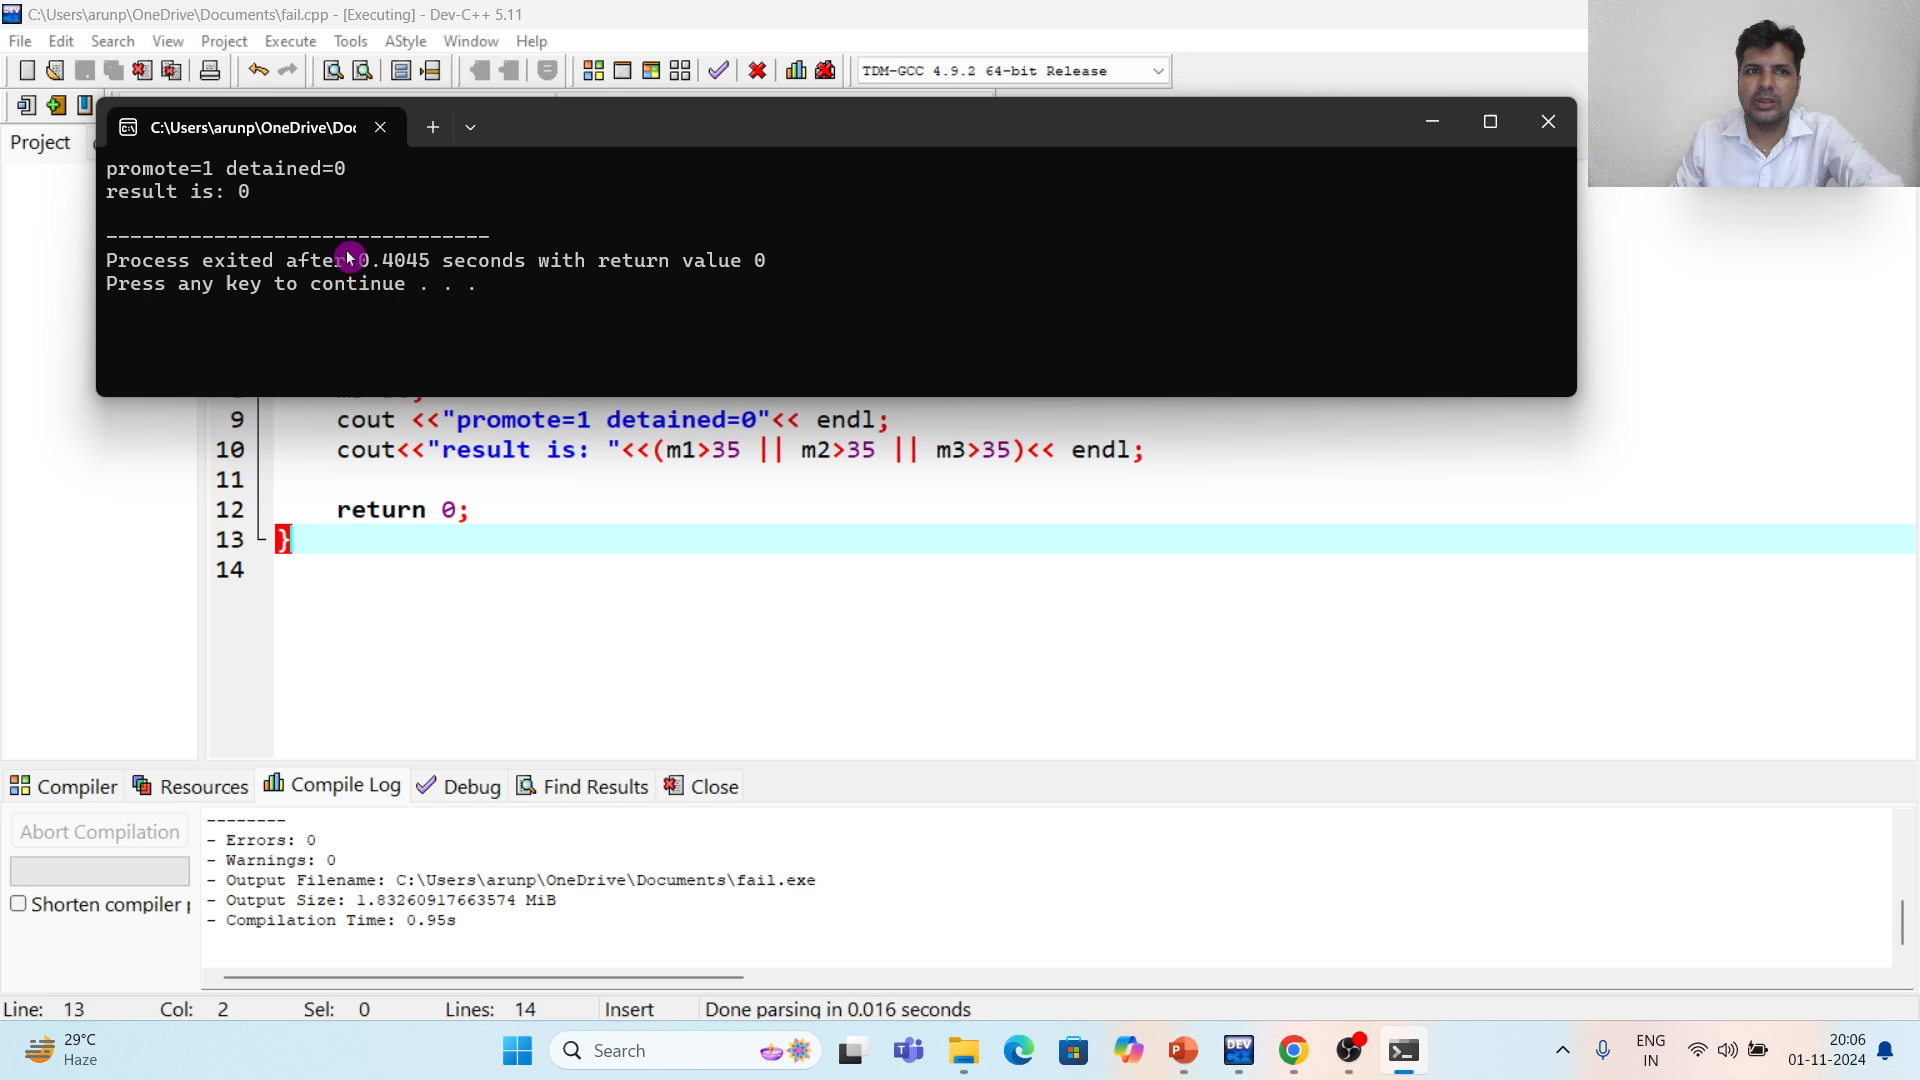 C:\Users\arunp\OneDrive\Documents\fail.cpp - [Executing] - Dev-C++ 5.11
File Edit Search View Project Execute Tools AStyle Window Help
TDM-GCC 4.9.2 64-bit Release
C:\Users\arunp\OneDrive\Doc
Project
promote=1 detained=0
result is: 0
--------------------------------
Process exited after 0.4045 seconds with return value 0
Press any key to continue . . .
9 cout <<"promote=1 detained=0"<< endl;
10 cout<<"result is: "<<(m1>35 || m2>35 || m3>35)<< endl;
11
12 return 0;
13 }
14
Compiler Resources Compile Log Debug Find Results Close
Abort Compilation
Shorten compiler
--------
- Errors: 0
- Warnings: 0
- Output Filename: C:\Users\arunp\OneDrive\Documents\fail.exe
- Output Size: 1.83260917663574 MiB
- Compilation Time: 0.95s
Line: 13 Col: 2 Sel: 0 Lines: 14 Insert Done parsing in 0.016 seconds
29°C
Haze
Search
ENG
IN
20:06
01-11-2024